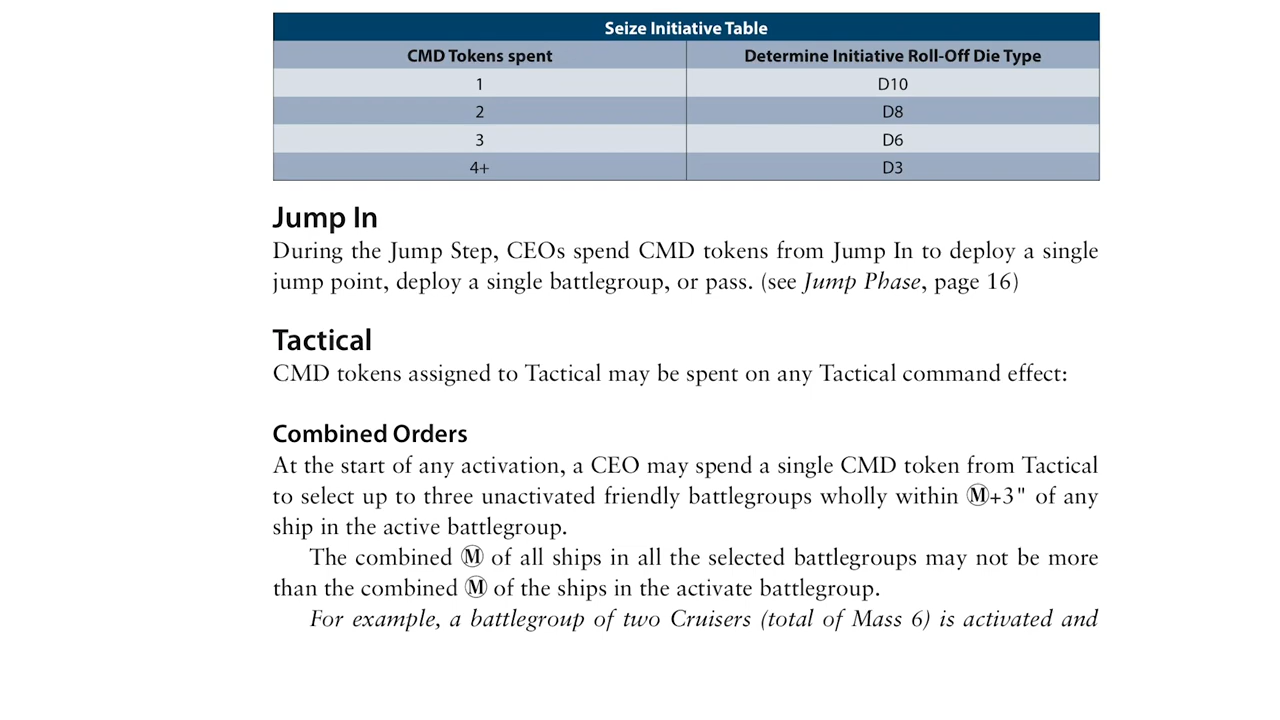 Seize Initiative Table
CMD Tokens spent Determine Initiative Roll-Off Die Type
1 D10
2 D8
3 D6
4+ D3
Jump In
During the Jump Step, CEOs spend CMD tokens from Jump In to deploy a single
jump point, deploy a single battlegroup, or pass. (see Jump Phase, page 16)
Tactical
CMD tokens assigned to Tactical may be spent on any Tactical command effect:
Combined Orders
At the start of any activation, a CEO may spend a single CMD token from Tactical
to select up to three unactivated friendly battlegroups wholly within Ⓜ+3" of any
ship in the active battlegroup.
The combined Ⓜ of all ships in all the selected battlegroups may not be more
than the combined Ⓜ of the ships in the activate battlegroup.
For example, a battlegroup of two Cruisers (total of Mass 6) is activated and